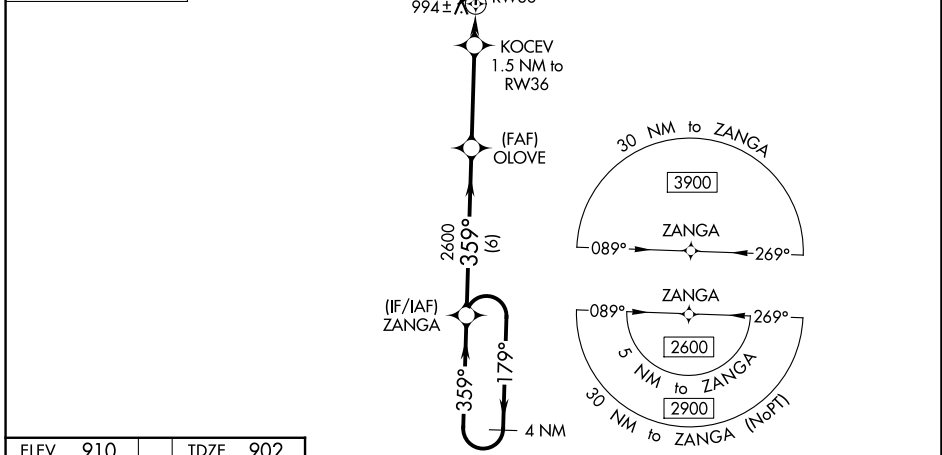 994±
KOCEV
1.5 NM to
RW36
(FAF)
OLOVE
2600
359°
(6)
(IF/IAF)
ZANGA
359°
179°
4 NM
30 NM to ZANGA
3900
ZANGA
089°
269°
ZANGA
089°
269°
2600
5 NM to ZANGA
2900
30 NM to ZANGA (NoPT)
ELEV 910 TDZE 902